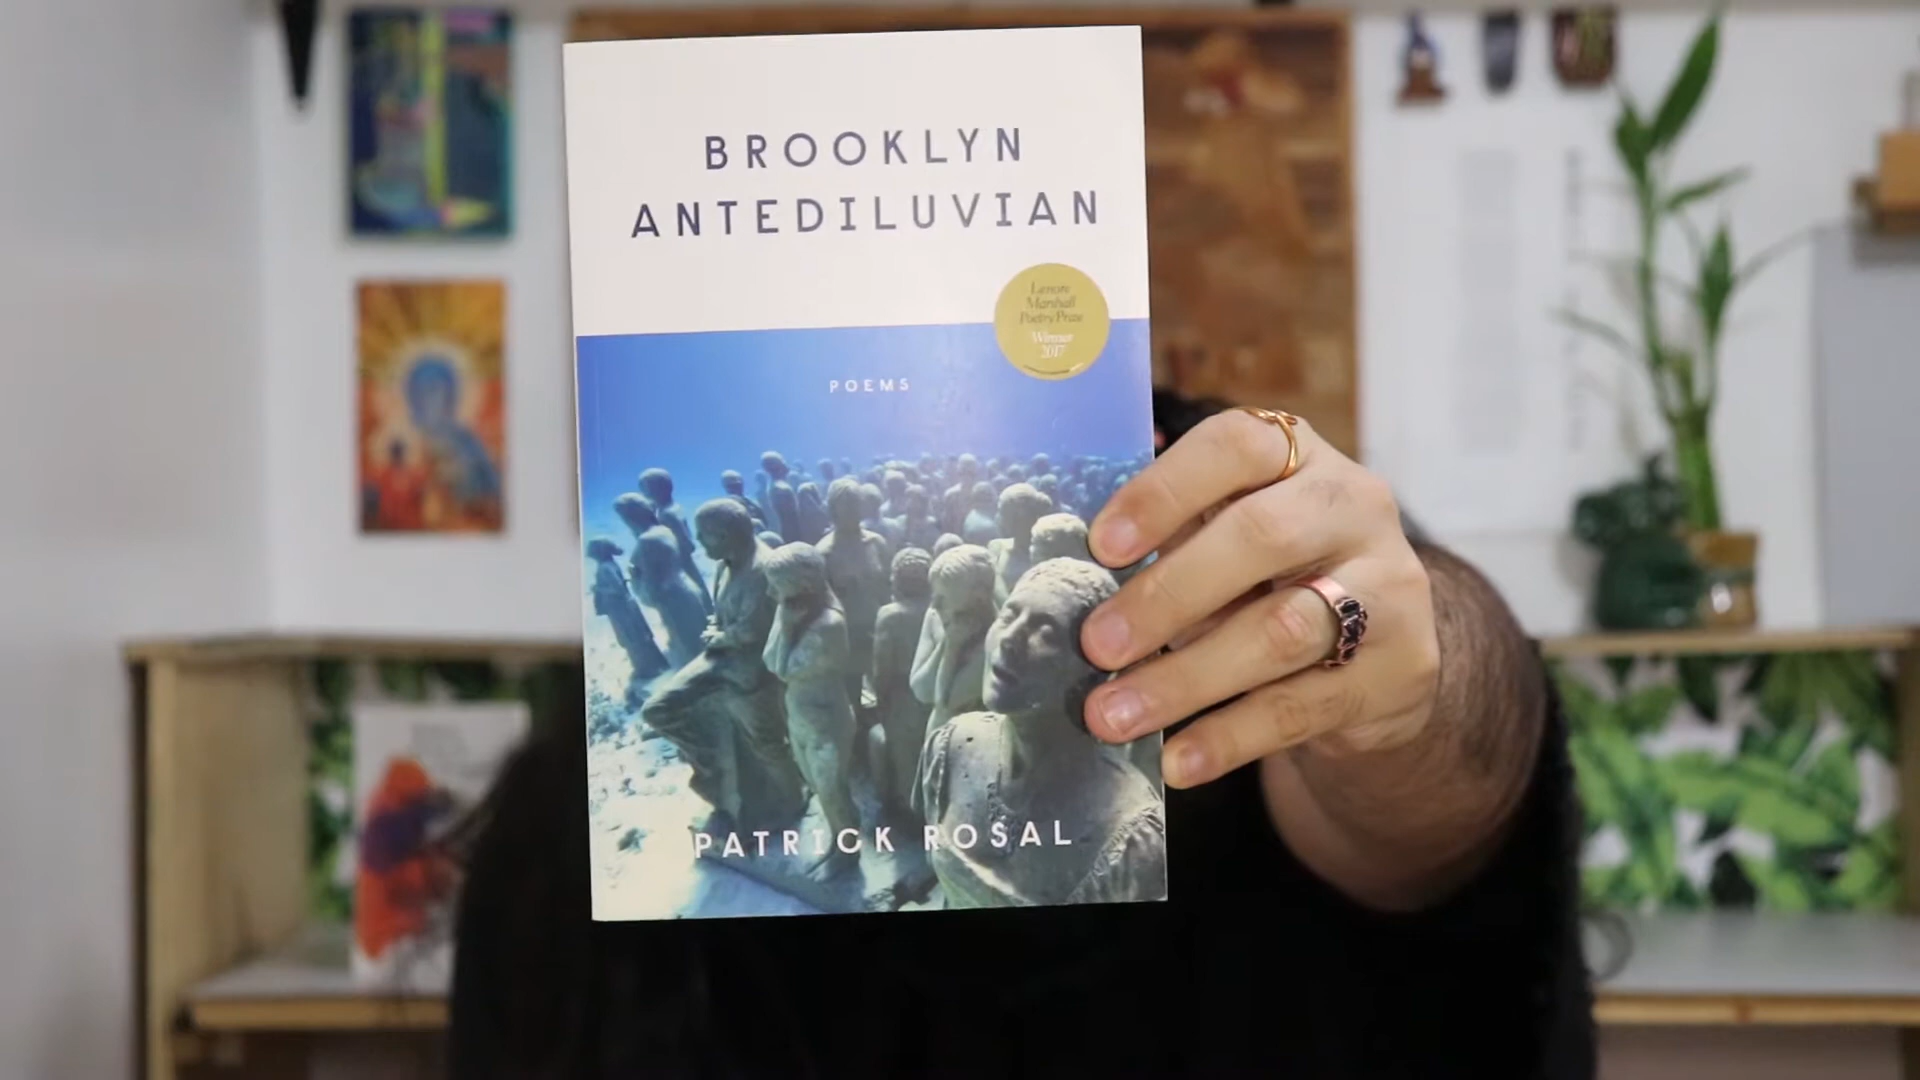 BROOKLYN
ANTEDILUVIAN
Lenore
Marshall
Poetry Prize
Winner
2017
POEMS
PATRICK ROSAL